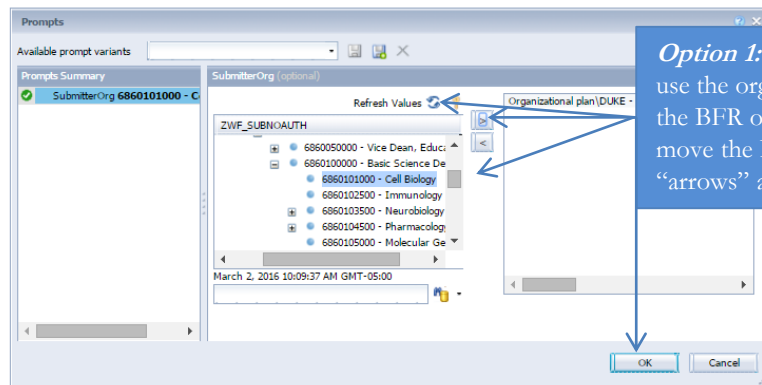 Prompts
Available prompt variants
Prompts Summary
SubmitterOrg 6860101000 - C
SubmitterOrg (optional)
Refresh Values
ZWF_SUBNOAUTH
6860050000 - Vice Dean, Educa
6860100000 - Basic Science De
6860101000 - Cell Biology
6860102500 - Immunology
6860103500 - Neurobiology
6860104500 - Pharmacology
6860105000 - Molecular Ge
March 2, 2016 10:09:37 AM GMT-05:00
>
<
Organizational plan\DUKE -
Option 1:
use the org
the BFR o
move the
“arrows” a
OK
Cancel